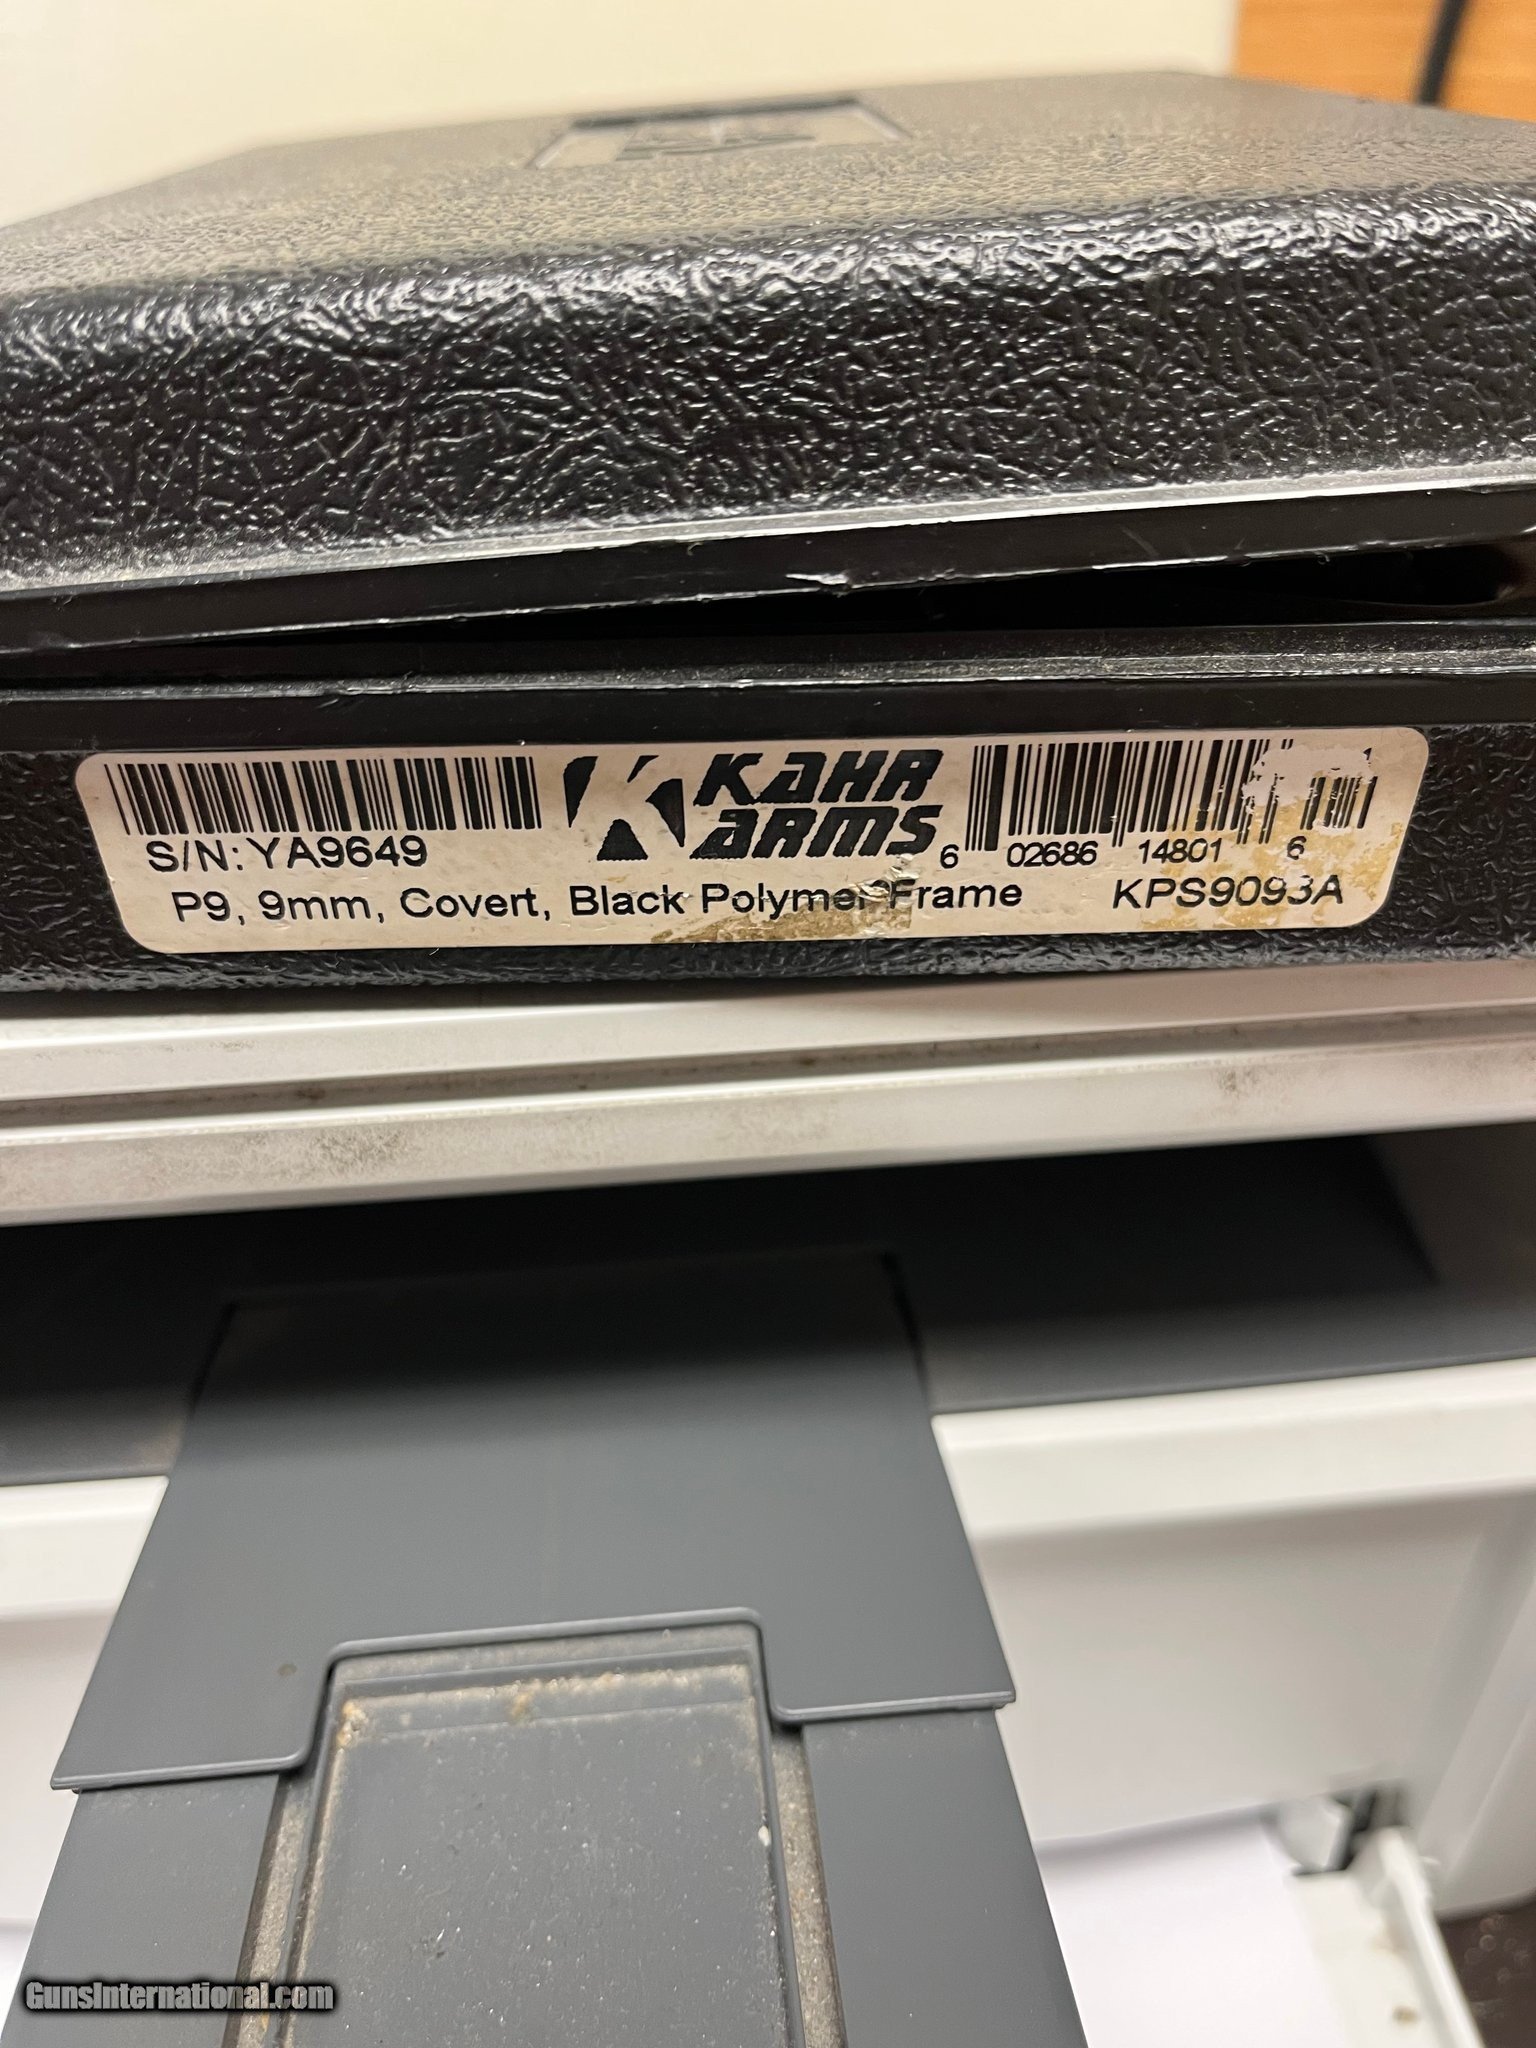 KAHR
ARMS
S/N: YA9649
6 02686 14801 6
P9, 9mm, Covert, Black Polymer Frame KPS9093A
GunsInternational.com